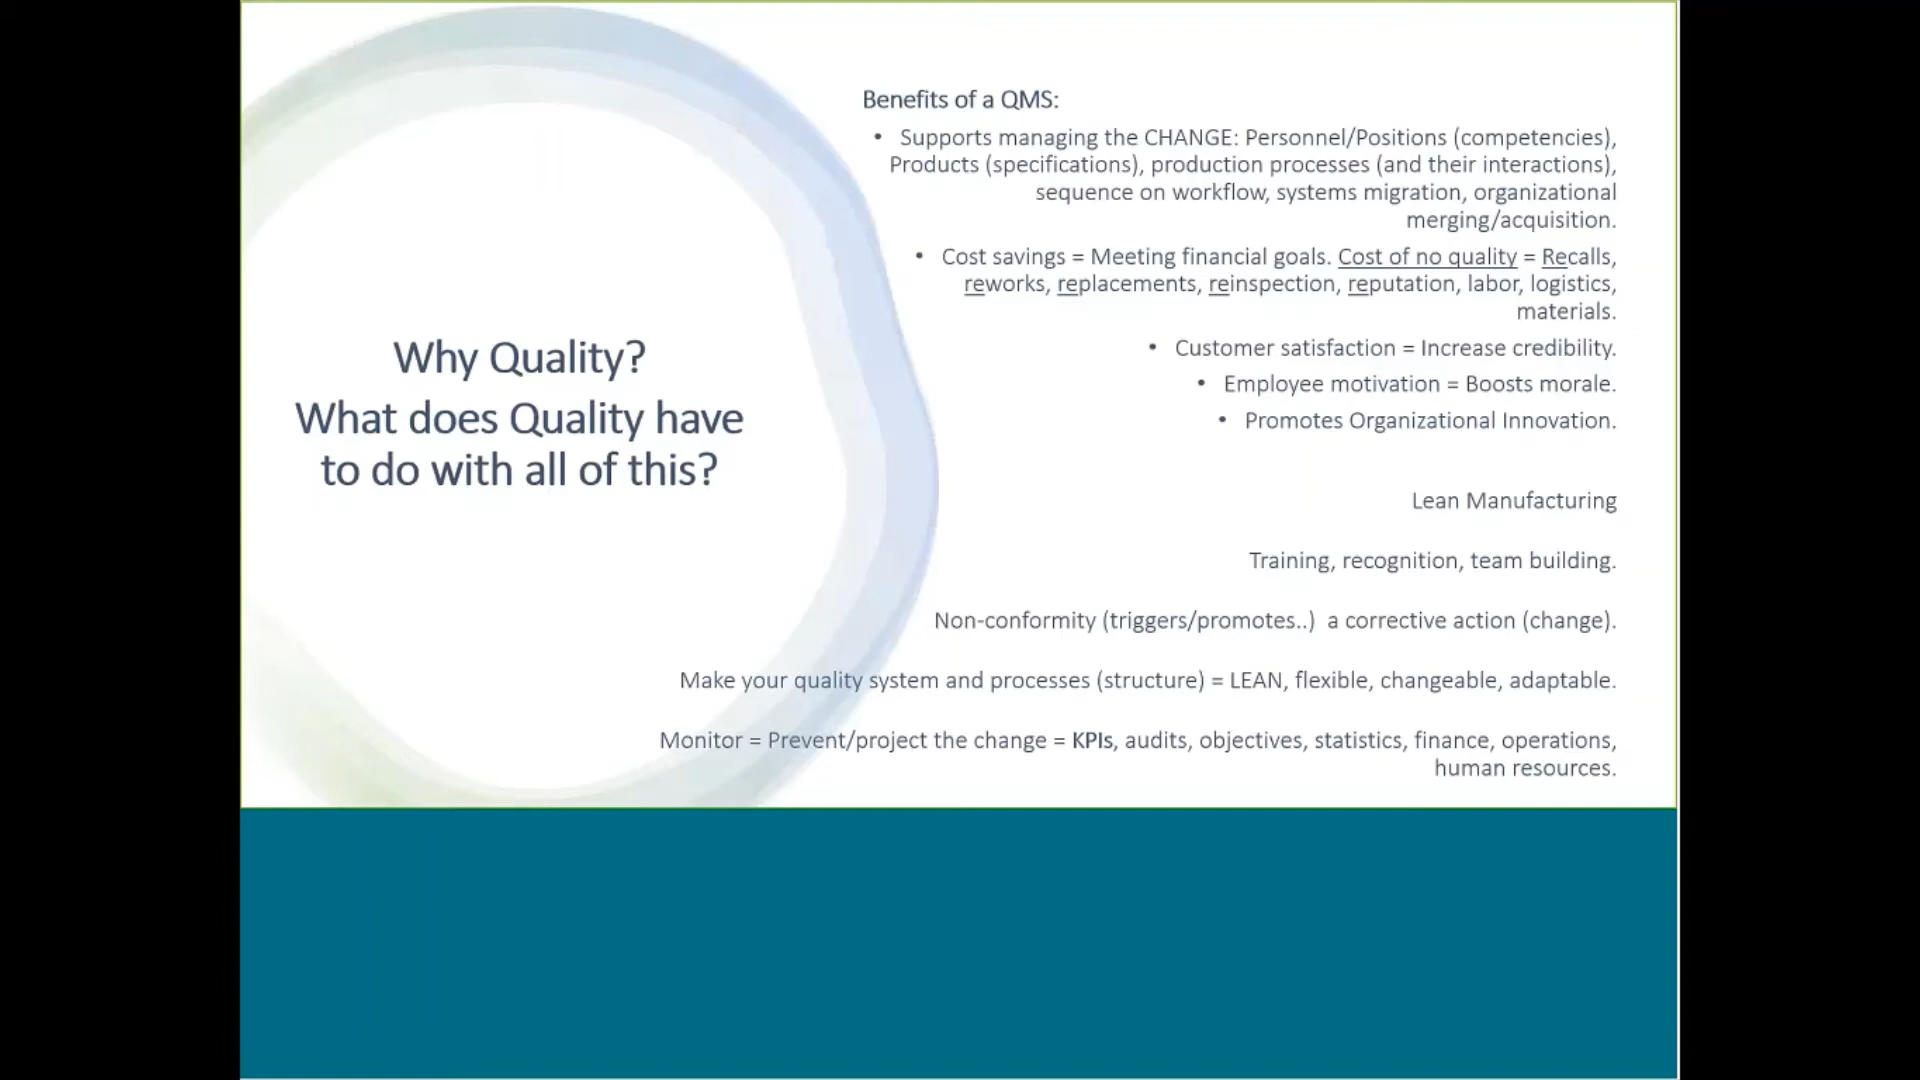 Why Quality?
What does Quality have
to do with all of this?
Benefits of a QMS:
• Supports managing the CHANGE: Personnel/Positions (competencies),
Products (specifications), production processes (and their interactions),
sequence on workflow, systems migration, organizational
merging/acquisition.
• Cost savings = Meeting financial goals. Cost of no quality = Recalls,
reworks, replacements, reinspection, reputation, labor, logistics,
materials.
• Customer satisfaction = Increase credibility.
• Employee motivation = Boosts morale.
• Promotes Organizational Innovation.
Lean Manufacturing
Training, recognition, team building.
Non-conformity (triggers/promotes..) a corrective action (change).
Make your quality system and processes (structure) = LEAN, flexible, changeable, adaptable.
Monitor = Prevent/project the change = KPIs, audits, objectives, statistics, finance, operations,
human resources.